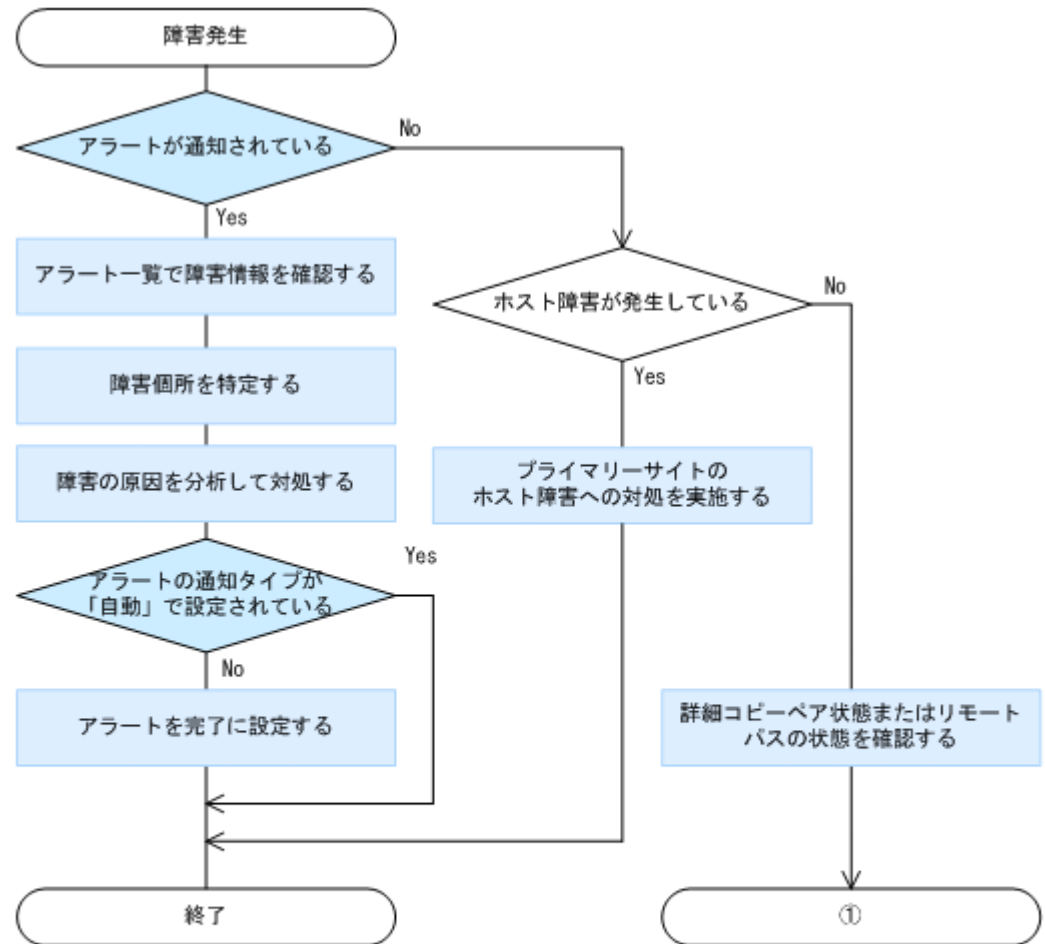 障害発生
アラートが通知されている
No
Yes
アラート一覧で障害情報を確認する
ホスト障害が発生している
No
Yes
障害個所を特定する
障害の原因を分析して対処する
プライマリーサイトの
ホスト障害への対処を実施する
アラートの通知タイプが
「自動」で設定されている
Yes
No
アラートを完了に設定する
詳細コピーペア状態またはリモート
パスの状態を確認する
終了
①